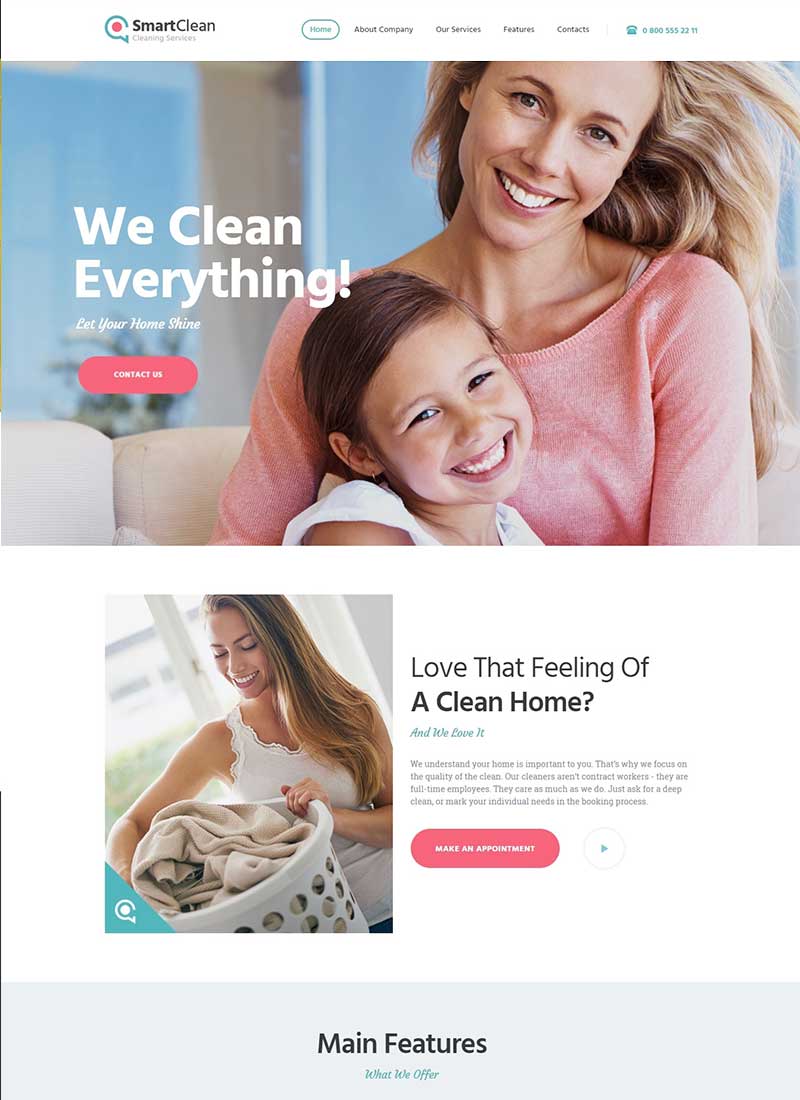 SmartClean
Cleaning Services
Home About Company Our Services Features Contacts 0 800 555 22 11
We Clean
Everything!
Let Your Home Shine
CONTACT US
Love That Feeling Of
A Clean Home?
And We Love It
We understand your home is important to you. That's why we focus on
the quality of the clean. Our cleaners aren't contract workers - they are
full-time employees. They care as much as we do. Just ask for a deep
clean, or mark your individual needs in the booking process.
MAKE AN APPOINTMENT
Main Features
What We Offer